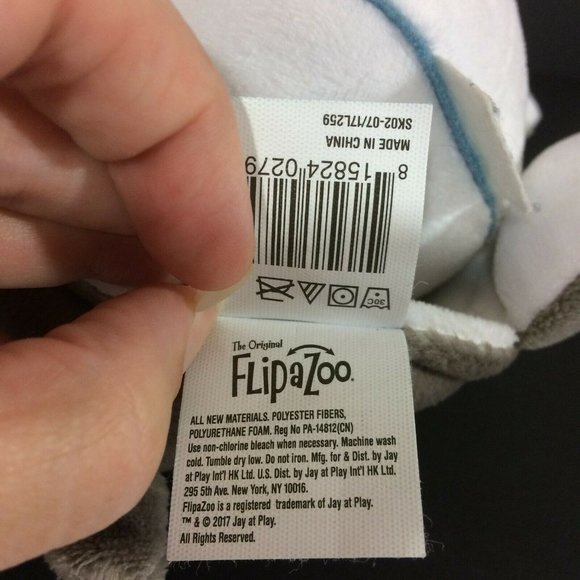 SK02-07/17L259
MADE IN CHINA
8 15824 0279
30C
The Original
FLipaZoo.
ALL NEW MATERIALS. POLYESTER FIBERS,
POLYURETHANE FOAM. Reg No PA-14812(CN)
Use non-chlorine bleach when necessary. Machine wash
cold. Tumble dry low. Do not iron. Mfg. for & Dist. by Jay
at Play Int'l HK Ltd. U.S. Dist. by Jay at Play Int'l HK Ltd.
295 5th Ave. New York, NY, 10016.
FlipaZoo is a registered trademark of Jay at Play.
™ & © 2017 Jay at Play.
All Rights Reserved.